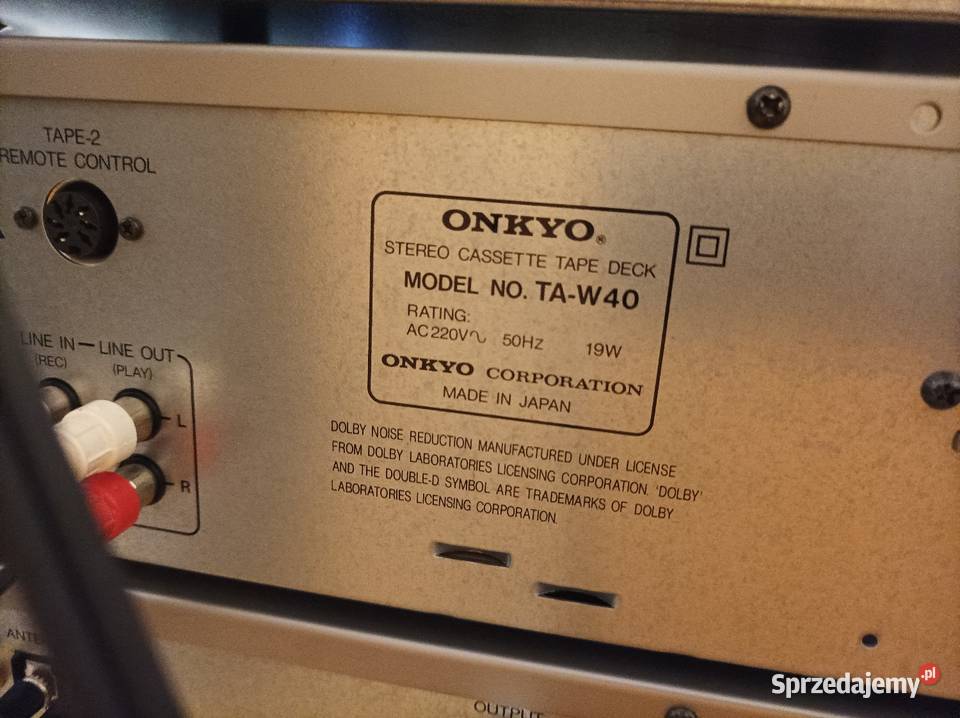 TAPE-2
REMOTE CONTROL
LINE IN
(REC)
LINE OUT
(PLAY)
L
R
ONKYO®
STEREO CASSETTE TAPE DECK
MODEL NO. TA-W40
RATING:
AC 220V∿ 50Hz 19W
ONKYO CORPORATION
MADE IN JAPAN
DOLBY NOISE REDUCTION MANUFACTURED UNDER LICENSE
FROM DOLBY LABORATORIES LICENSING CORPORATION. 'DOLBY'
AND THE DOUBLE-D SYMBOL ARE TRADEMARKS OF DOLBY
LABORATORIES LICENSING CORPORATION.
OUTPUT
Sprzedajemy.pl